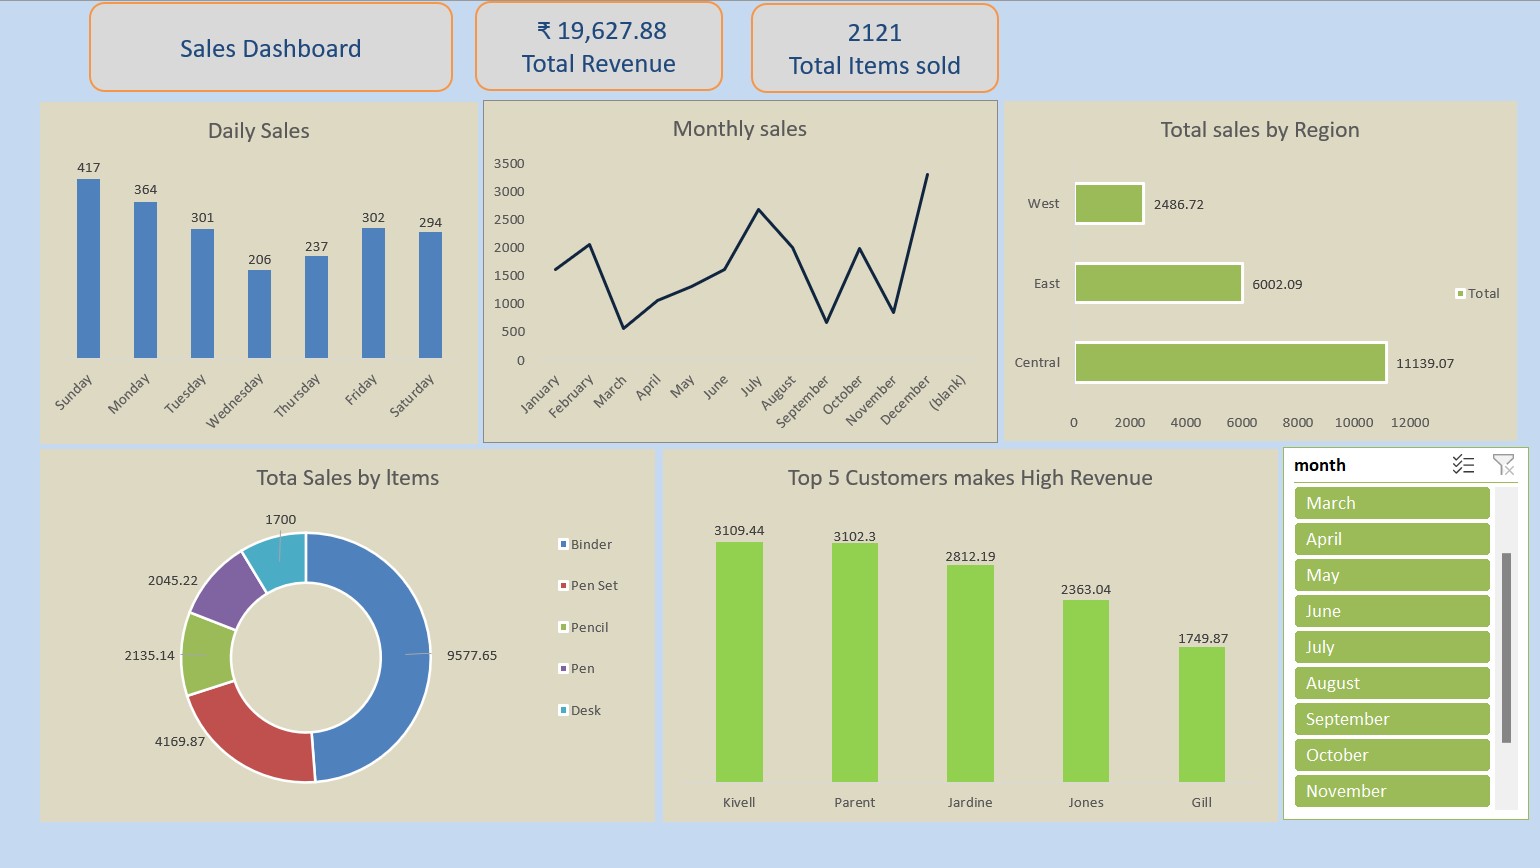 Sales Dashboard
₹ 19,627.88
Total Revenue
2121
Total Items sold
Daily Sales
417
364
301
206
237
302
294
Sunday
Monday
Tuesday
Wednesday
Thursday
Friday
Saturday
Monthly sales
3500
3000
2500
2000
1500
1000
500
0
January
February
March
April
May
June
July
August
September
October
November
December
(blank)
Total sales by Region
West
2486.72
East
6002.09
Central
11139.07
Total
0 2000 4000 6000 8000 10000 12000
Tota Sales by Items
1700
2045.22
2135.14
4169.87
9577.65
Binder
Pen Set
Pencil
Pen
Desk
Top 5 Customers makes High Revenue
3109.44
3102.3
2812.19
2363.04
1749.87
Kivell
Parent
Jardine
Jones
Gill
month
March
April
May
June
July
August
September
October
November